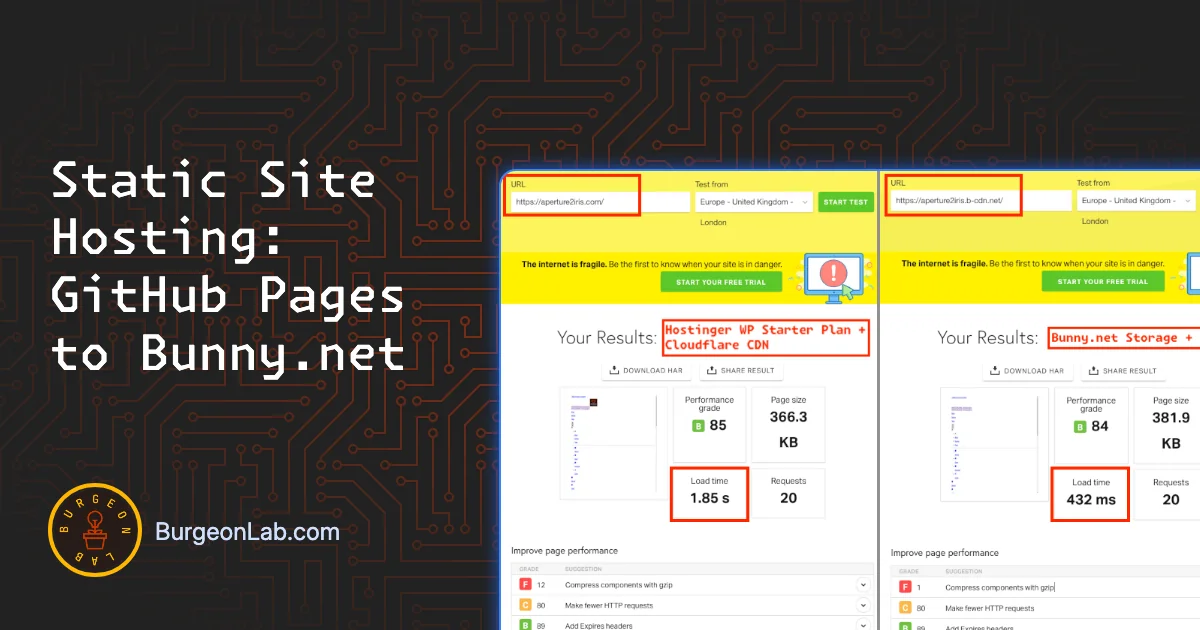 Static Site
Hosting:
GitHub Pages
to Bunny.net
BURGEON LAB
BurgeonLab.com
URL
https://aperture2iris.com/
Test from
Europe - United Kingdom -
London
START TEST
The internet is fragile. Be the first to know when your site is in danger.
START YOUR FREE TRIAL
Your Results:
Hostinger WP Starter Plan +
Cloudflare CDN
DOWNLOAD HAR
SHARE RESULT
Performance
grade
B 85
Page size
366.3
KB
Load time
1.85 s
Requests
20
Improve page performance
GRADE
SUGGESTION
F 12 Compress components with gzip
C 80 Make fewer HTTP requests
B 89 Add Expires headers
URL
https://aperture2iris.b-cdn.net/
Test from
Europe - United Kingdom -
London
The internet is fragile. Be the first to know when your site is in danger.
START YOUR FREE TRIAL
Your Results:
Bunny.net Storage +
DOWNLOAD HAR
SHARE RESULT
Performance
grade
B 84
Page size
381.9
KB
Load time
432 ms
Requests
20
Improve page performance
GRADE
SUGGESTION
F 1 Compress components with gzip
C 80 Make fewer HTTP requests
B 89 Add Expires headers